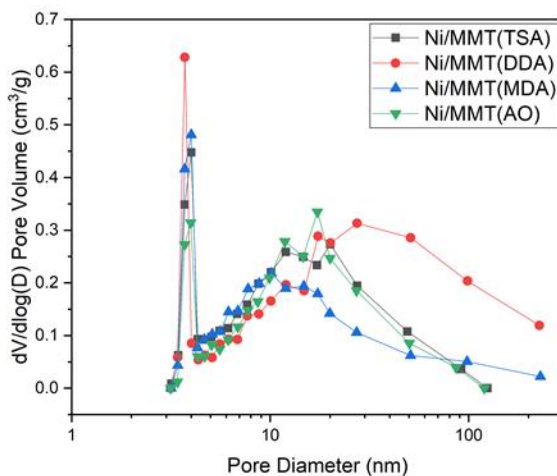 Ni/MMT(TSA)
Ni/MMT(DDA)
Ni/MMT(MDA)
Ni/MMT(AO)
dV/dlog(D) Pore Volume (cm³/g)
0.7
0.6
0.5
0.4
0.3
0.2
0.1
0.0
1 10 100
Pore Diameter (nm)